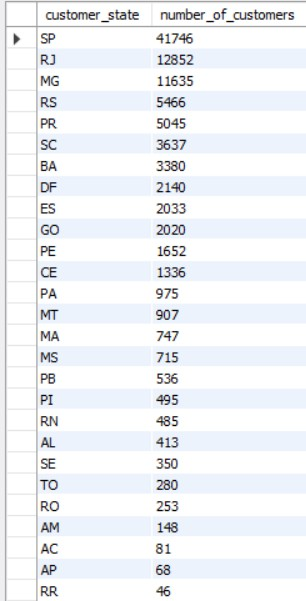 customer_state number_of_customers
SP 41746
RJ 12852
MG 11635
RS 5466
PR 5045
SC 3637
BA 3380
DF 2140
ES 2033
GO 2020
PE 1652
CE 1336
PA 975
MT 907
MA 747
MS 715
PB 536
PI 495
RN 485
AL 413
SE 350
TO 280
RO 253
AM 148
AC 81
AP 68
RR 46